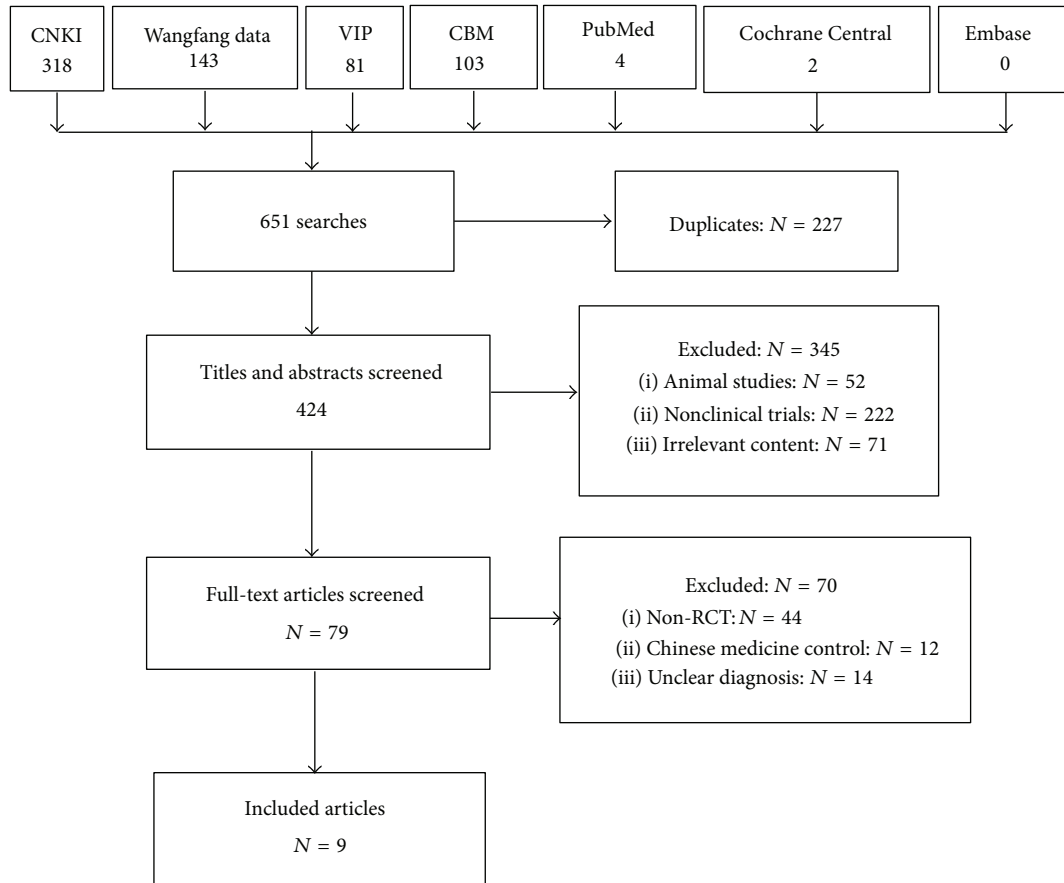 CNKI
318
Wangfang data
143
VIP
81
CBM
103
PubMed
4
Cochrane Central
2
Embase
0
651 searches
Duplicates: N = 227
Titles and abstracts screened
424
Excluded: N = 345
(i) Animal studies: N = 52
(ii) Nonclinical trials: N = 222
(iii) Irrelevant content: N = 71
Full-text articles screened
N = 79
Excluded: N = 70
(i) Non-RCT: N = 44
(ii) Chinese medicine control: N = 12
(iii) Unclear diagnosis: N = 14
Included articles
N = 9